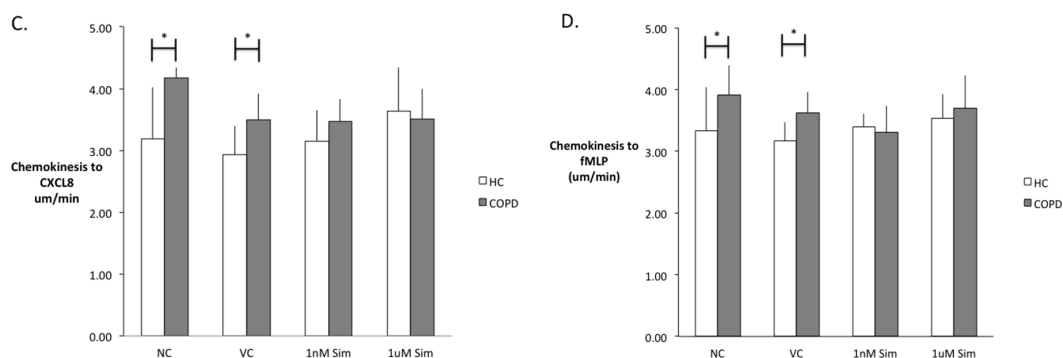 C.
5.00
4.00
3.00
2.00
1.00
0.00
*
*
Chemokinesis to
CXCL8
um/min
HC
COPD
NC VC 1nM Sim 1uM Sim
D.
5.00
4.00
3.00
2.00
1.00
0.00
*
*
Chemokinesis to
fMLP
(um/min)
HC
COPD
NC VC 1nM Sim 1uM Sim